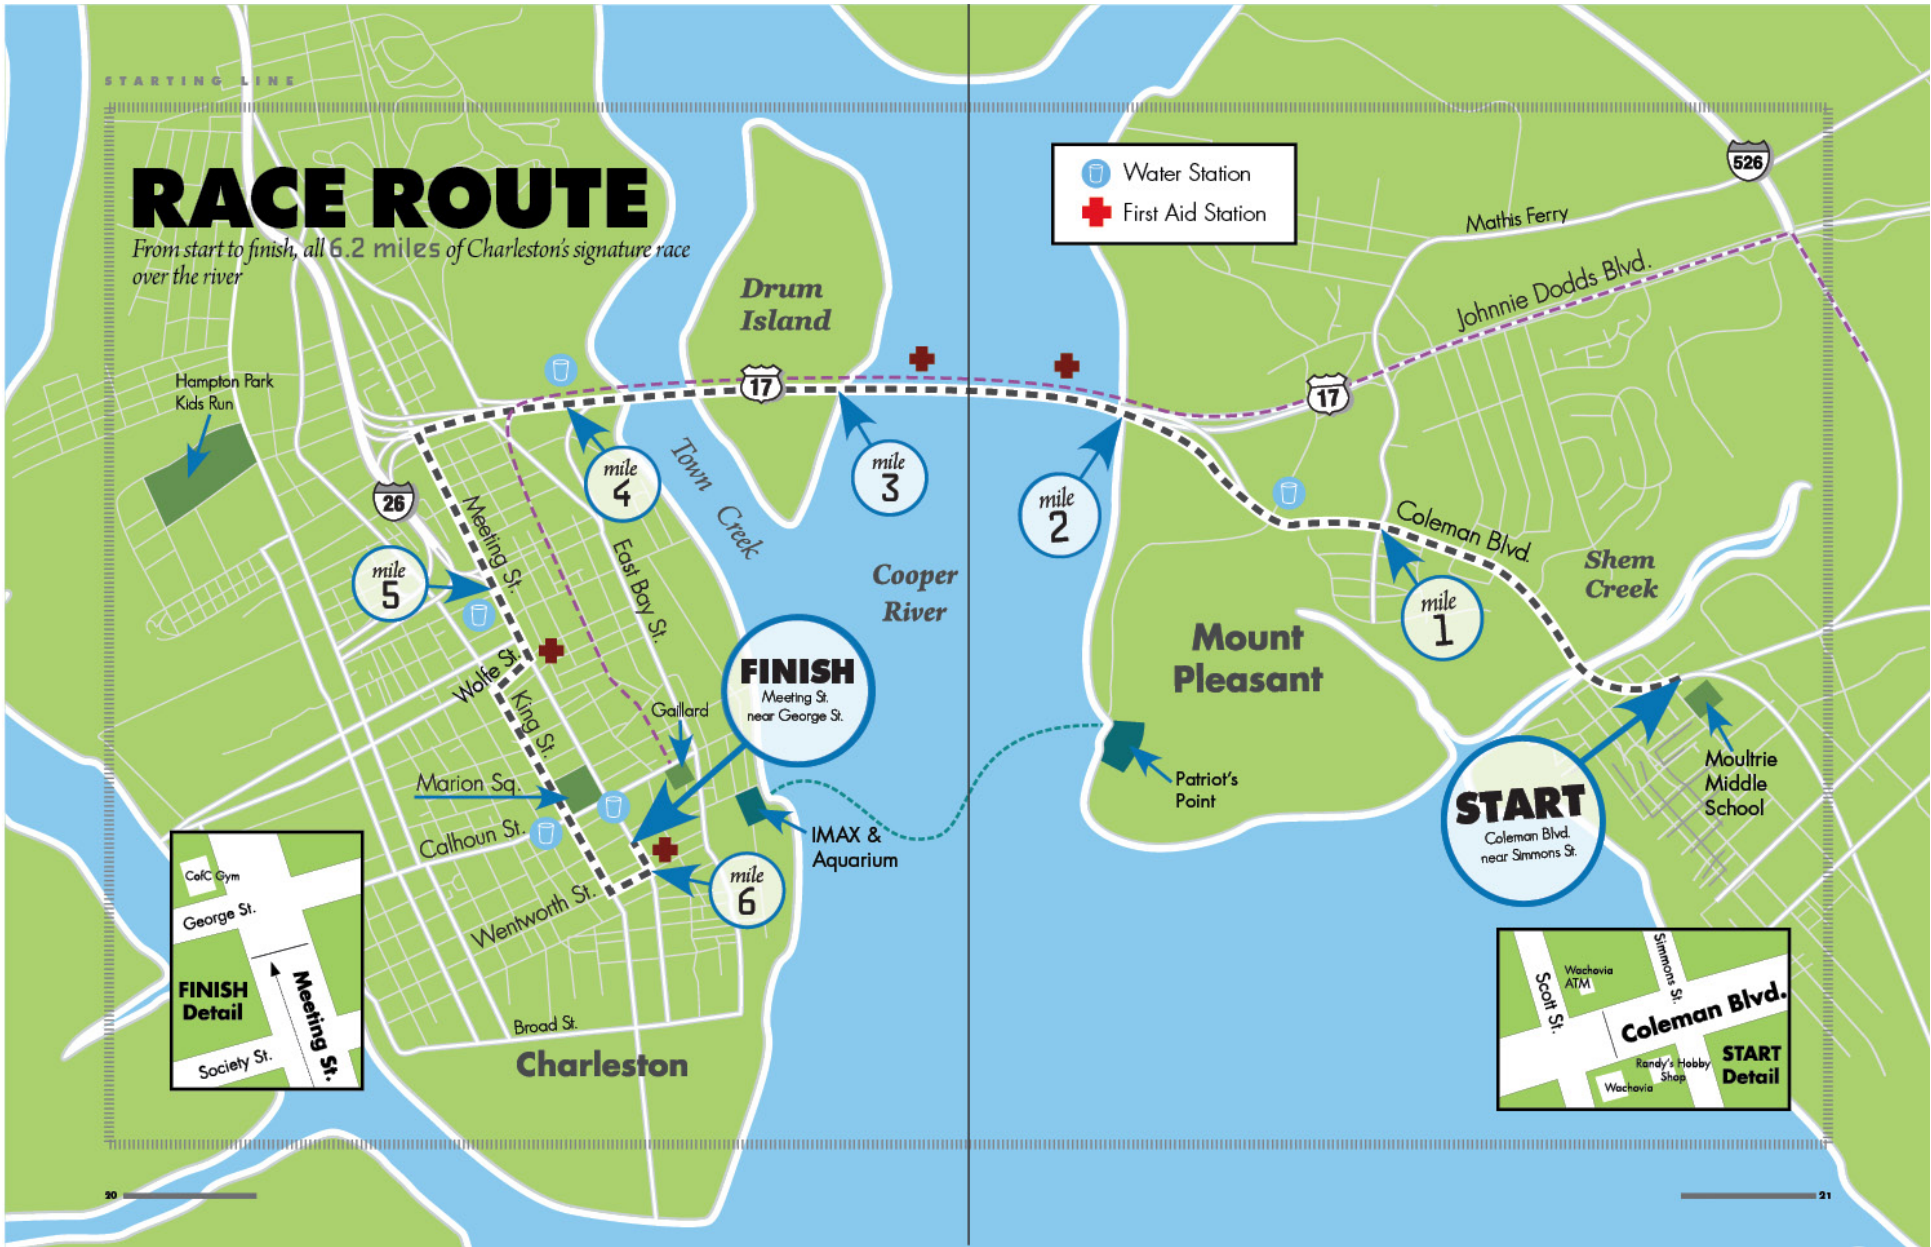 STARTING LINE
RACE ROUTE
From start to finish, all 6.2 miles of Charleston's signature race
over the river
Water Station
First Aid Station
526
Mathis Ferry
Johnnie Dodds Blvd.
Drum
Island
17
17
Hampton Park
Kids Run
26
mile
4
mile
3
mile
2
Town
Creek
Coleman Blvd.
Meeting St.
East Bay St.
mile
5
Cooper
River
Shem
Creek
mile
1
Mount
Pleasant
Wolfe St.
King St.
FINISH
Meeting St.
near George St.
Gaillard
Marion Sq.
Calhoun St.
IMAX &
Aquarium
Patriot's
Point
START
Coleman Blvd.
near Simmons St.
Moultrie
Middle
School
mile
6
Wentworth St.
CofC Gym
George St.
FINISH
Detail
Meeting St.
Society St.
Broad St.
Charleston
Scott St.
Wachovia
ATM
Simmons St.
Coleman Blvd.
Randy's Hobby
Shop
Wachovia
START
Detail
20
21